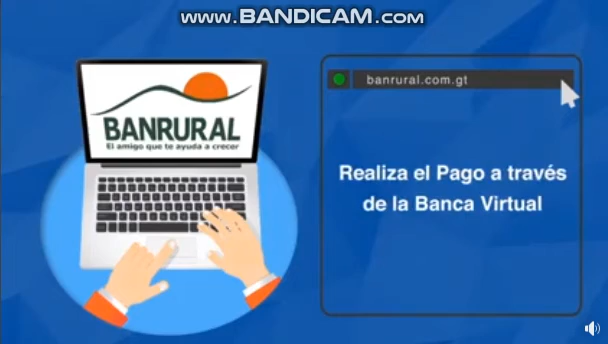 www.BANDICAM.com
BANRURAL
El amigo que te ayuda a crecer
banrural.com.gt
Realiza el Pago a través
de la Banca Virtual